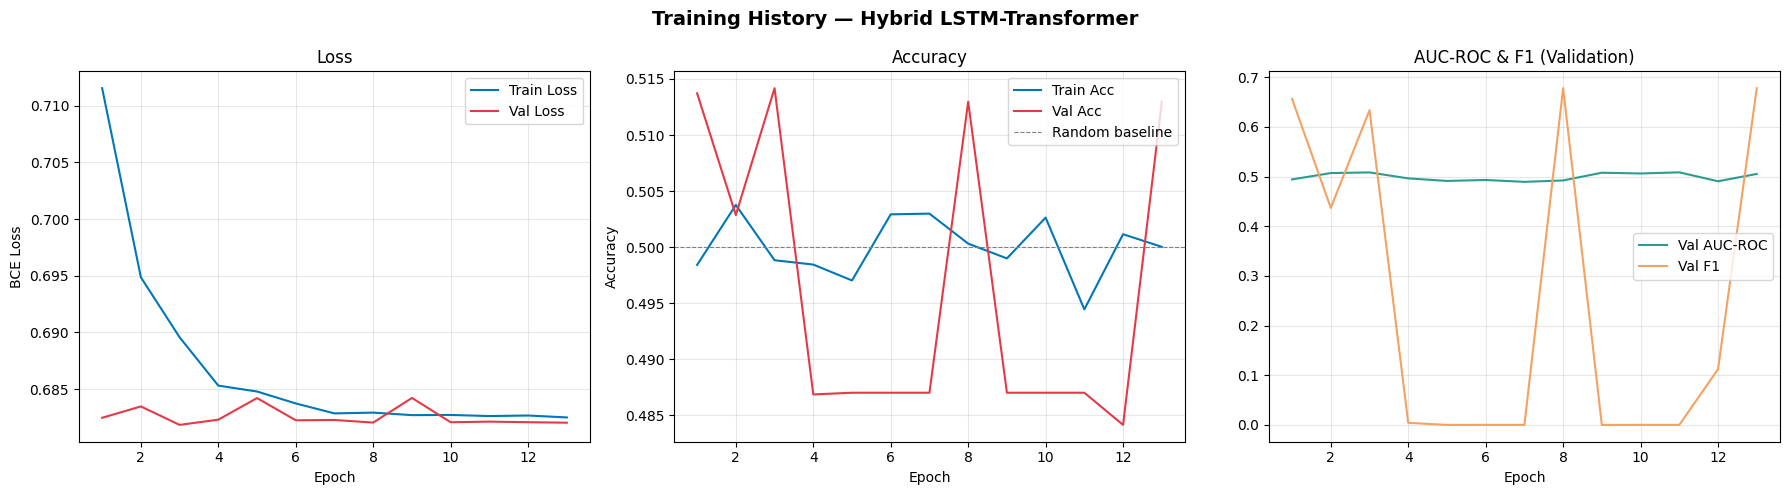 Training History — Hybrid LSTM-Transformer
Loss
Train Loss
Val Loss
0.710
0.705
0.700
0.695
0.690
0.685
BCE Loss
2 4 6 8 10 12
Epoch
Accuracy
Train Acc
Val Acc
Random baseline
0.515
0.510
0.505
0.500
0.495
0.490
0.485
Accuracy
2 4 6 8 10 12
Epoch
AUC-ROC & F1 (Validation)
Val AUC-ROC
Val F1
0.7
0.6
0.5
0.4
0.3
0.2
0.1
0.0
2 4 6 8 10 12
Epoch